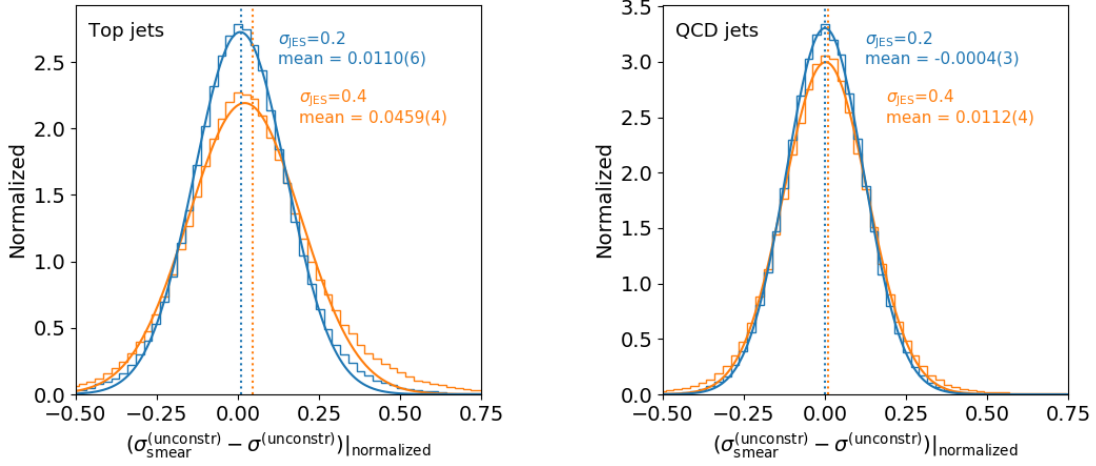 Top jets
σJES=0.2
mean = 0.0110(6)
σJES=0.4
mean = 0.0459(4)
Normalized
2.5
2.0
1.5
1.0
0.5
0.0
−0.50 −0.25 0.00 0.25 0.50 0.75
(σ(unconstr)smear − σ(unconstr))|normalized
QCD jets
σJES=0.2
mean = -0.0004(3)
σJES=0.4
mean = 0.0112(4)
Normalized
3.5
3.0
2.5
2.0
1.5
1.0
0.5
0.0
−0.50 −0.25 0.00 0.25 0.50 0.75
(σ(unconstr)smear − σ(unconstr))|normalized